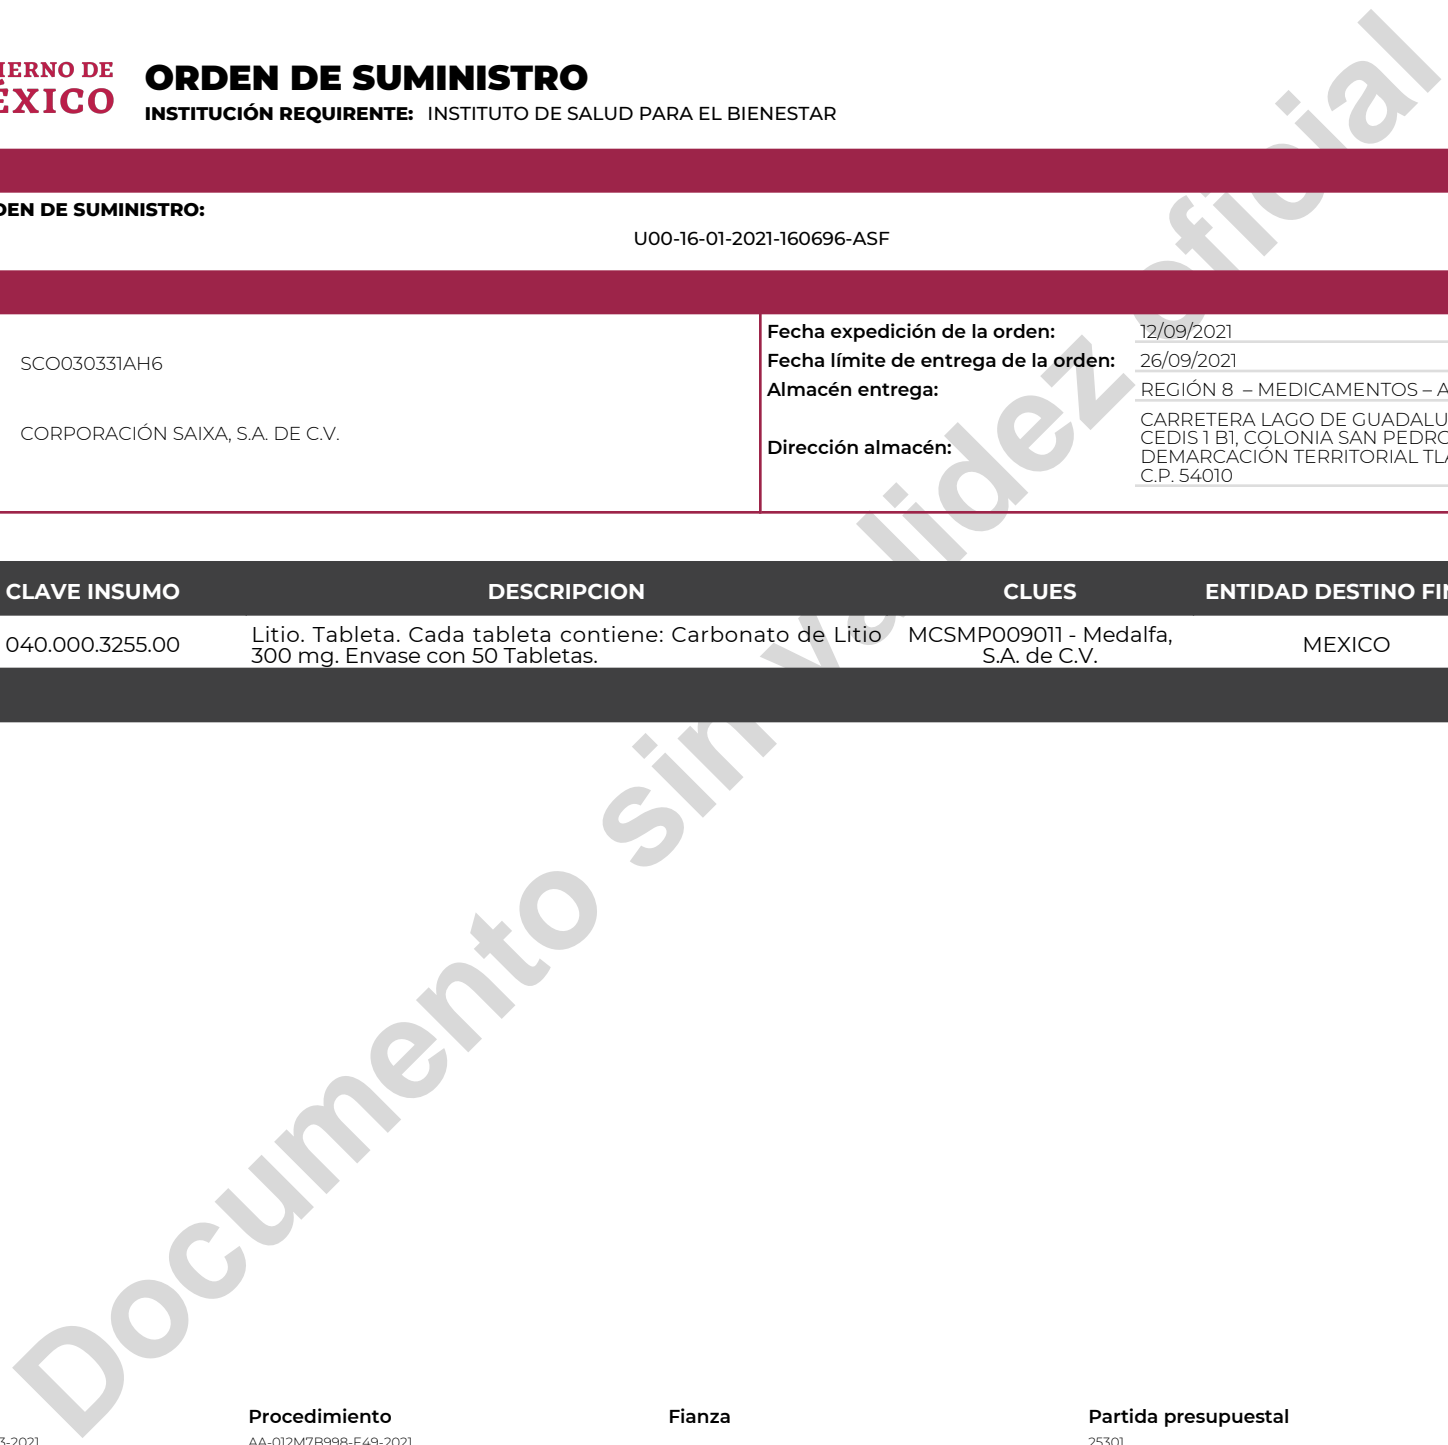 IERNO DE
ÉXICO
ORDEN DE SUMINISTRO
INSTITUCIÓN REQUIRENTE: INSTITUTO DE SALUD PARA EL BIENESTAR
DEN DE SUMINISTRO:
U00-16-01-2021-160696-ASF
SCO030331AH6
CORPORACIÓN SAIXA, S.A. DE C.V.
Fecha expedición de la orden: 12/09/2021
Fecha límite de entrega de la orden: 26/09/2021
Almacén entrega: REGIÓN 8 – MEDICAMENTOS – A
Dirección almacén:
CARRETERA LAGO DE GUADALU
CEDIS 1 B1, COLONIA SAN PEDRO
DEMARCACIÓN TERRITORIAL TLA
C.P. 54010
CLAVE INSUMO DESCRIPCION CLUES ENTIDAD DESTINO FIN
040.000.3255.00
Litio. Tableta. Cada tableta contiene: Carbonato de Litio
300 mg. Envase con 50 Tabletas.
MCSMP009011 - Medalfa,
S.A. de C.V.
MEXICO
Documento sin validez oficial
Procedimiento Fianza Partida presupuestal
3-2021 AA-012M7B998-E49-2021 25301